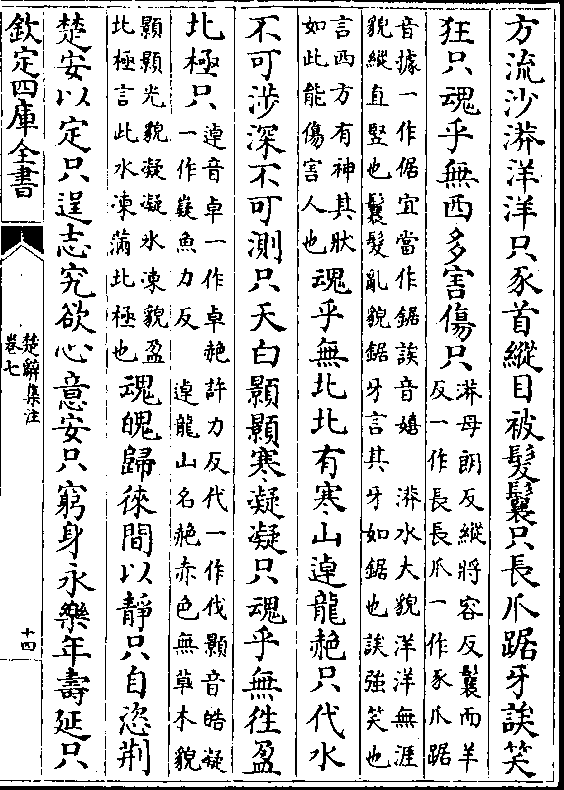 方流沙漭洋洋只豕首縱目被髮鬟只長爪踞牙誒笑
狂只魂乎無西多害傷只
漭母朗反縱將容反鬟而羊
反一作長長爪一作豕爪踞
音據一作倨宜當作鋸誒音嬉 漭水大貌洋洋無涯
貌縱直竪也鬟髮亂貌鋸牙言其牙如鋸也誒強笑也
言西方有神其狀
如此能傷害人也
魂乎無北北有寒山逴龍赩只代水
不可涉深不可測只天白顥顥寒凝凝只魂乎無徃盈
北極只
逴音卓一作卓赩許力反代一作伐顥音皓凝
一作嶷魚力反 逴龍山名赩赤色無草木貌
顥顥光貌凝凝氷凍貌盈
北極言此水凍滿北極也
魂魄歸徠閒以靜只自恣荆
楚安以定只逞志究欲心意安只窮身永樂年壽延只
欽定四庫全書
楚辭集注
卷七
十四